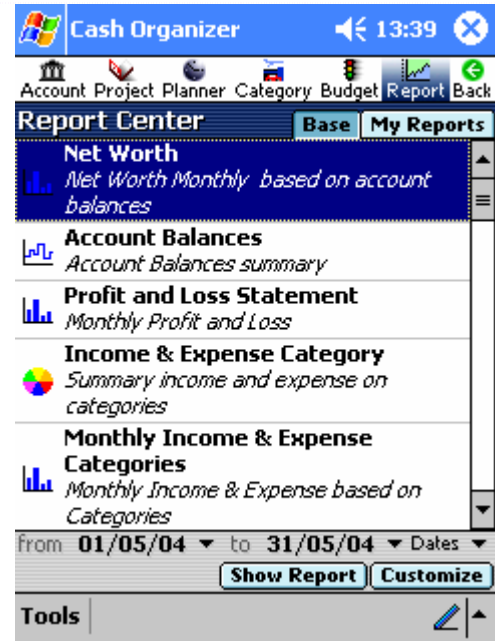 Cash Organizer 13:39
Account Project Planner Category Budget Report Back
Report Center Base My Reports
Net Worth
Net Worth Monthly based on account
balances
Account Balances
Account Balances summary
Profit and Loss Statement
Monthly Profit and Loss
Income & Expense Category
Summary income and expense on
categories
Monthly Income & Expense
Categories
Monthly Income & Expense based on
Categories
from 01/05/04 to 31/05/04 Dates
Show Report Customize
Tools